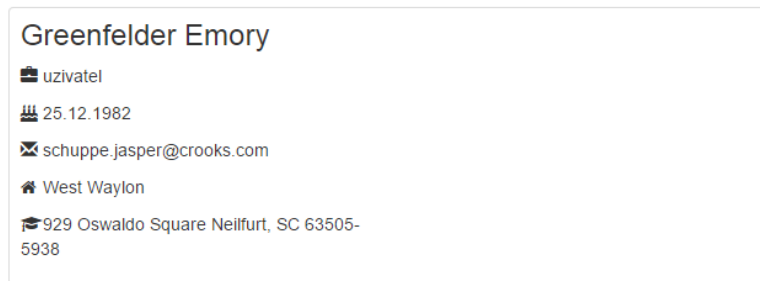 Greenfelder Emory
uzivatel
25.12.1982
schuppe.jasper@crooks.com
West Waylon
929 Oswaldo Square Neilfurt, SC 63505-
5938